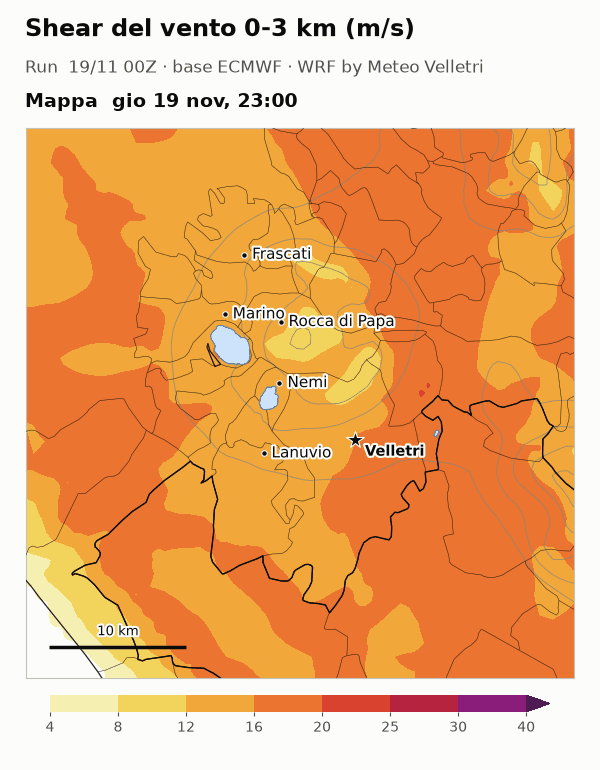 Shear del vento 0-3 km (m/s)
Run  19/11 00Z · base ECMWF · WRF by Meteo Velletri
Mappa  gio 19 nov, 23:00
Frascati
Marino
Rocca di Papa
Nemi
Velletri
Lanuvio
10 km
4 8 12 16 20 25 30 40